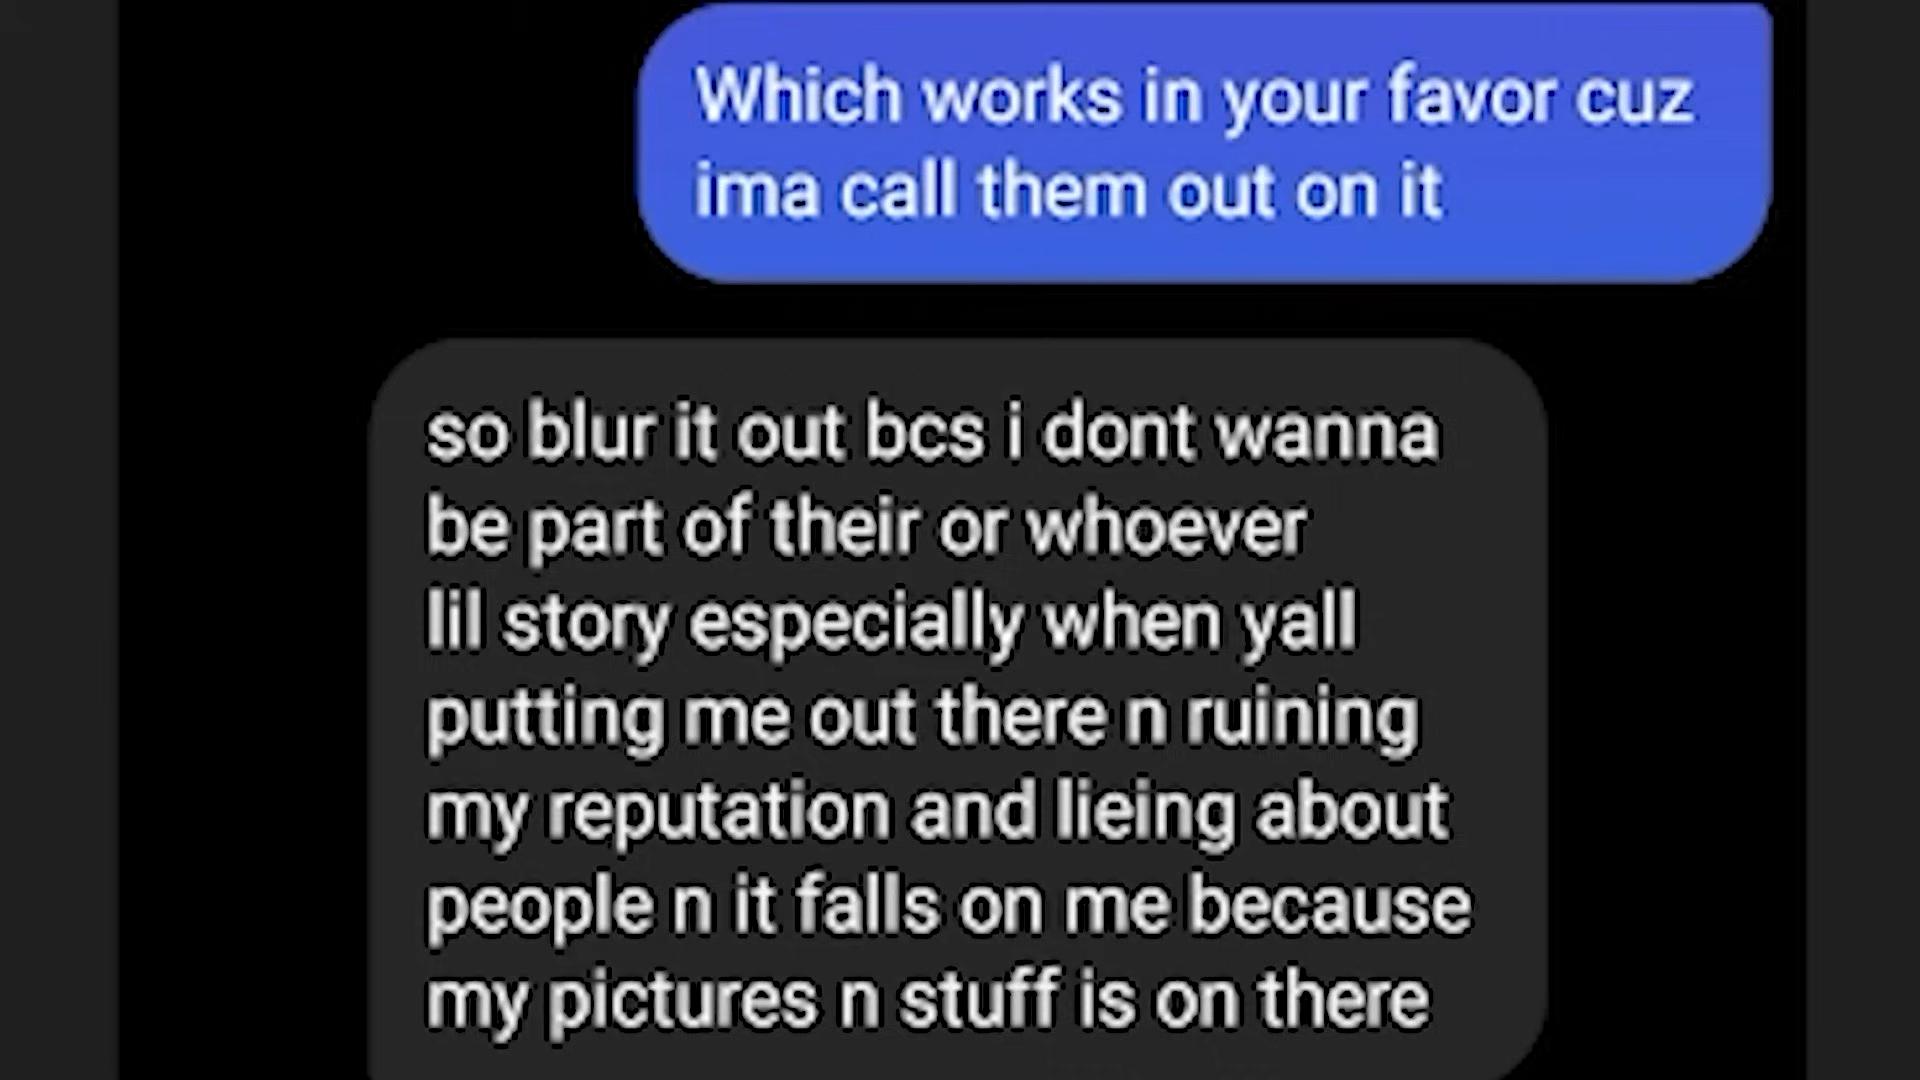 Which works in your favor cuz
ima call them out on it
so blur it out bcs i dont wanna
be part of their or whoever
lil story especially when yall
putting me out there n ruining
my reputation and lieing about
people n it falls on me because
my pictures n stuff is on there